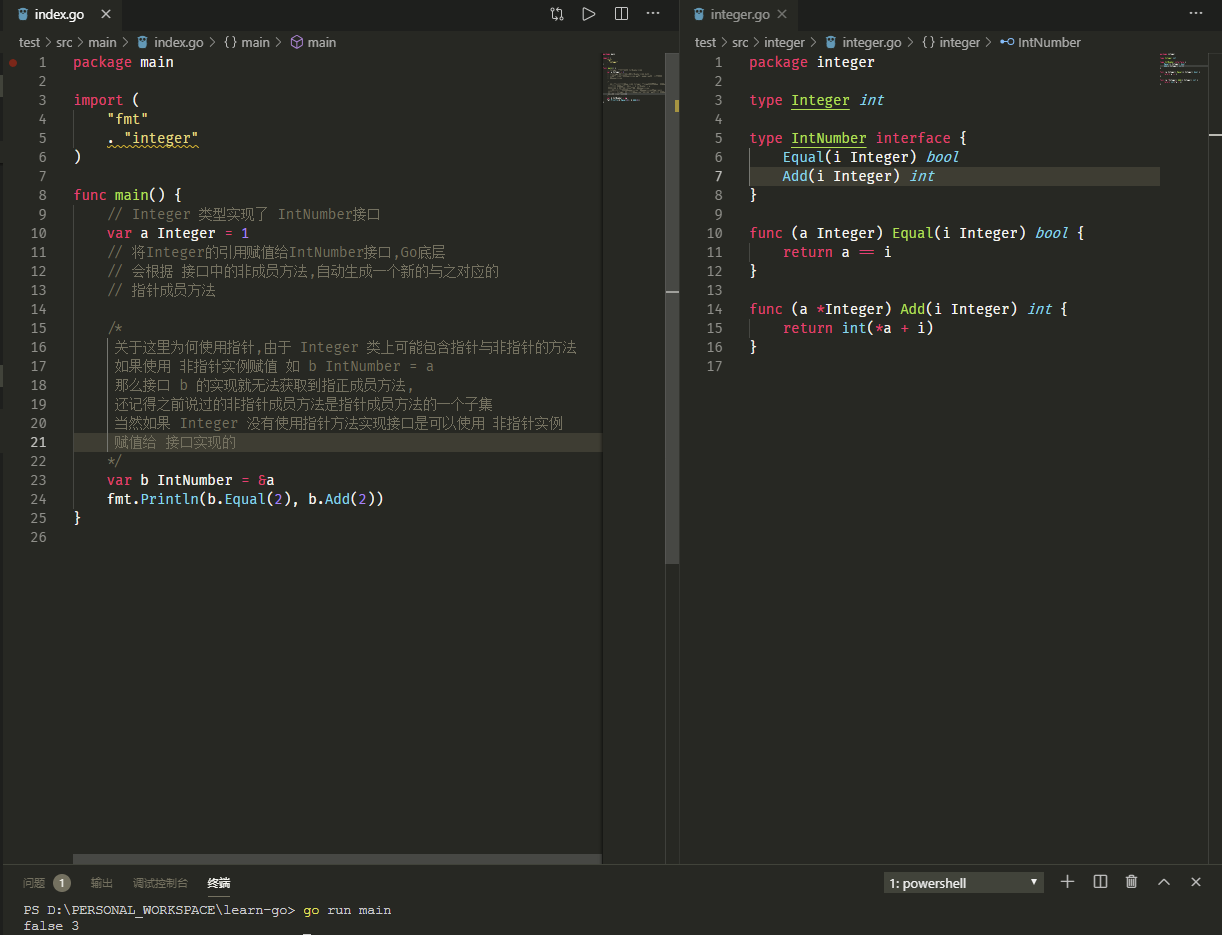 index.go
test > src > main > index.go > {} main > main
1 package main
2
3 import (
4 "fmt"
5 . "integer"
6 )
7
8 func main() {
9 // Integer 类型实现了 IntNumber接口
10 var a Integer = 1
11 // 将Integer的引用赋值给IntNumber接口,Go底层
12 // 会根据 接口中的非成员方法,自动生成一个新的与之对应的
13 // 指针成员方法
14
15 /*
16 关于这里为何使用指针,由于 Integer 类上可能包含指针与非指针的方法
17 如果使用 非指针实例赋值 如 b IntNumber = a
18 那么接口 b 的实现就无法获取到指正成员方法,
19 还记得之前说过的非指针成员方法是指针成员方法的一个子集
20 当然如果 Integer 没有使用指针方法实现接口是可以使用 非指针实例
21 赋值给 接口实现的
22 */
23 var b IntNumber = &a
24 fmt.Println(b.Equal(2), b.Add(2))
25 }
26
integer.go
test > src > integer > integer.go > {} integer > IntNumber
1 package integer
2
3 type Integer int
4
5 type IntNumber interface {
6 Equal(i Integer) bool
7 Add(i Integer) int
8 }
9
10 func (a Integer) Equal(i Integer) bool {
11 return a == i
12 }
13
14 func (a *Integer) Add(i Integer) int {
15 return int(*a + i)
16 }
17
问题 1 输出 调试控制台 终端 1: powershell
PS D:\PERSONAL_WORKSPACE\learn-go> go run main
false 3